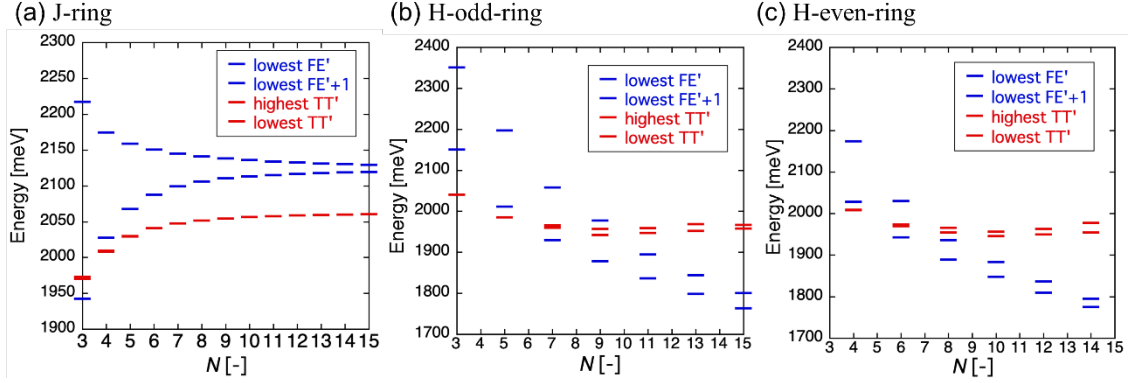 (a) J-ring
2200
2150
2100
2050
2000
1950
1900
Energy [meV]
lowest FE'
lowest FE'+1
highest TT'
lowest TT'
3 4 5 6 7 8 9 10 11 12 13 14 15
N [-]
(b) H-odd-ring
2400
2300
2200
2100
2000
1900
1800
1700
Energy [meV]
lowest FE'
lowest FE'+1
highest TT'
lowest TT'
3 4 5 6 7 8 9 10 11 12 13 14 15
N [-]
(c) H-even-ring
2400
2300
2200
2100
2000
1900
1800
1700
Energy [meV]
lowest FE'
lowest FE'+1
highest TT'
lowest TT'
3 4 5 6 7 8 9 10 11 12 13 14 15
N [-]